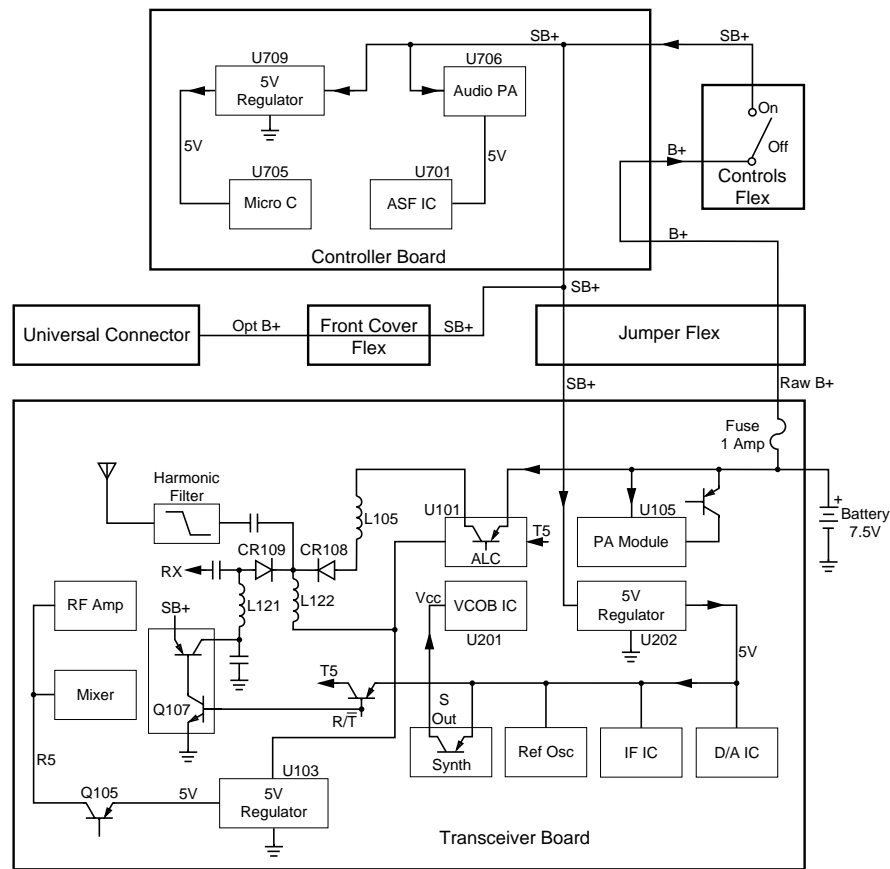 SB+
SB+
U709
U706
5V
Regulator
Audio PA
On
Off
B+
5V
5V
U705
U701
Controls
Flex
Micro C
ASF IC
B+
Controller Board
SB+
Universal Connector
Opt B+
Front Cover
Flex
SB+
Jumper Flex
SB+
Raw B+
Fuse
1 Amp
Harmonic
Filter
L105
U101
U105
+
Battery
7.5V
T5
PA Module
ALC
CR109
CR108
RX
L121
L122
RF Amp
Vcc
VCOB IC
5V
Regulator
SB+
U201
U202
5V
T5
Mixer
Q107
R/T̅
S
Out
Ref Osc
IF IC
D/A IC
Synth
R5
U103
Q105
5V
5V
Regulator
Transceiver Board